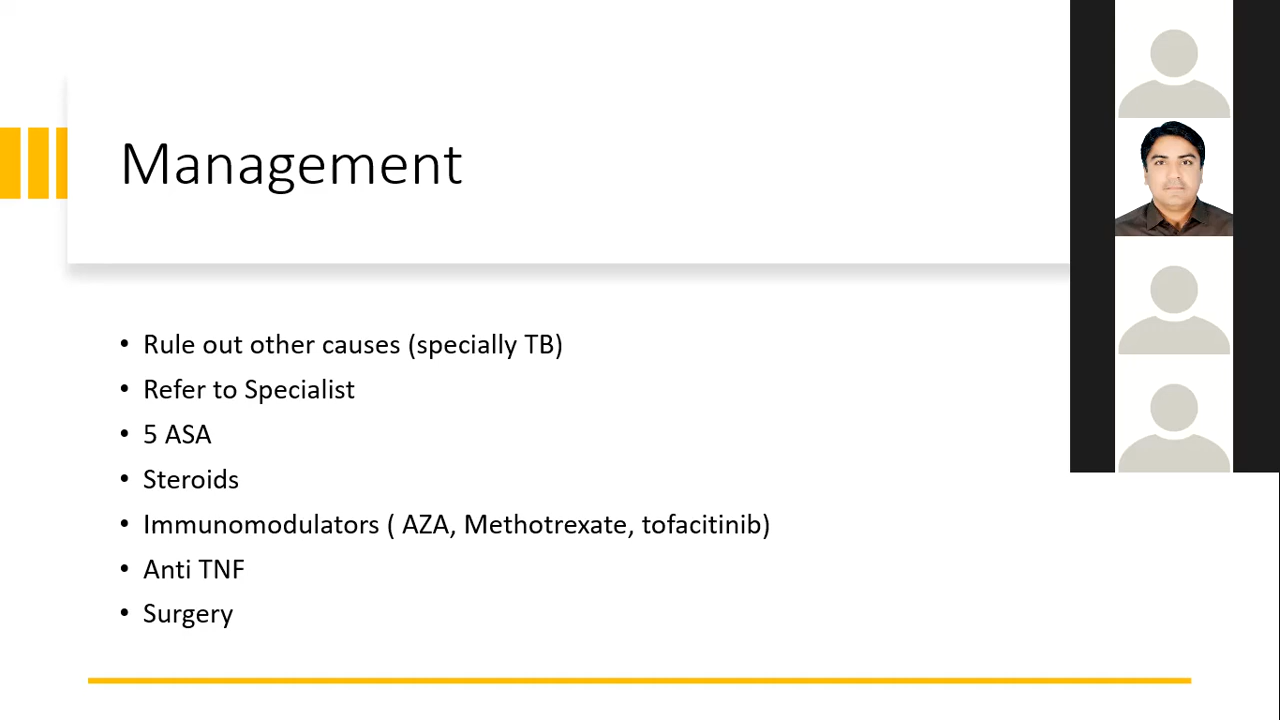 Management
• Rule out other causes (specially TB)
• Refer to Specialist
• 5 ASA
• Steroids
• Immunomodulators ( AZA, Methotrexate, tofacitinib)
• Anti TNF
• Surgery